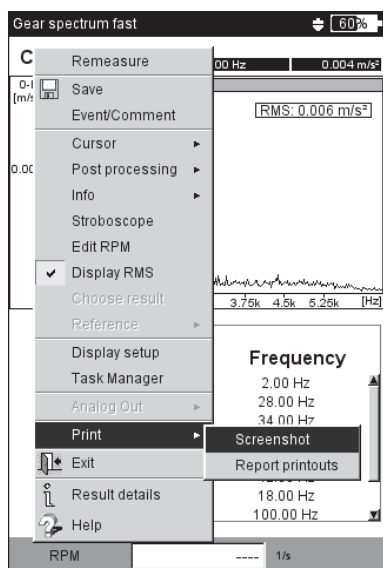 Gear spectrum fast 60%
C
00 Hz 0.004 m/s²
[m/s
RMS: 0.006 m/s²
0.00
3.75k 4.5k 5.25k [Hz]
Remeasure
Save
Event/Comment
Cursor
Post processing
Info
Stroboscope
Edit RPM
Display RMS
Choose result
Reference
Display setup
Task Manager
Analog Out
Print
Exit
Result details
Help
Screenshot
Report printouts
Frequency
2.00 Hz
28.00 Hz
34.00 Hz
18.00 Hz
100.00 Hz
RPM ---- 1/s